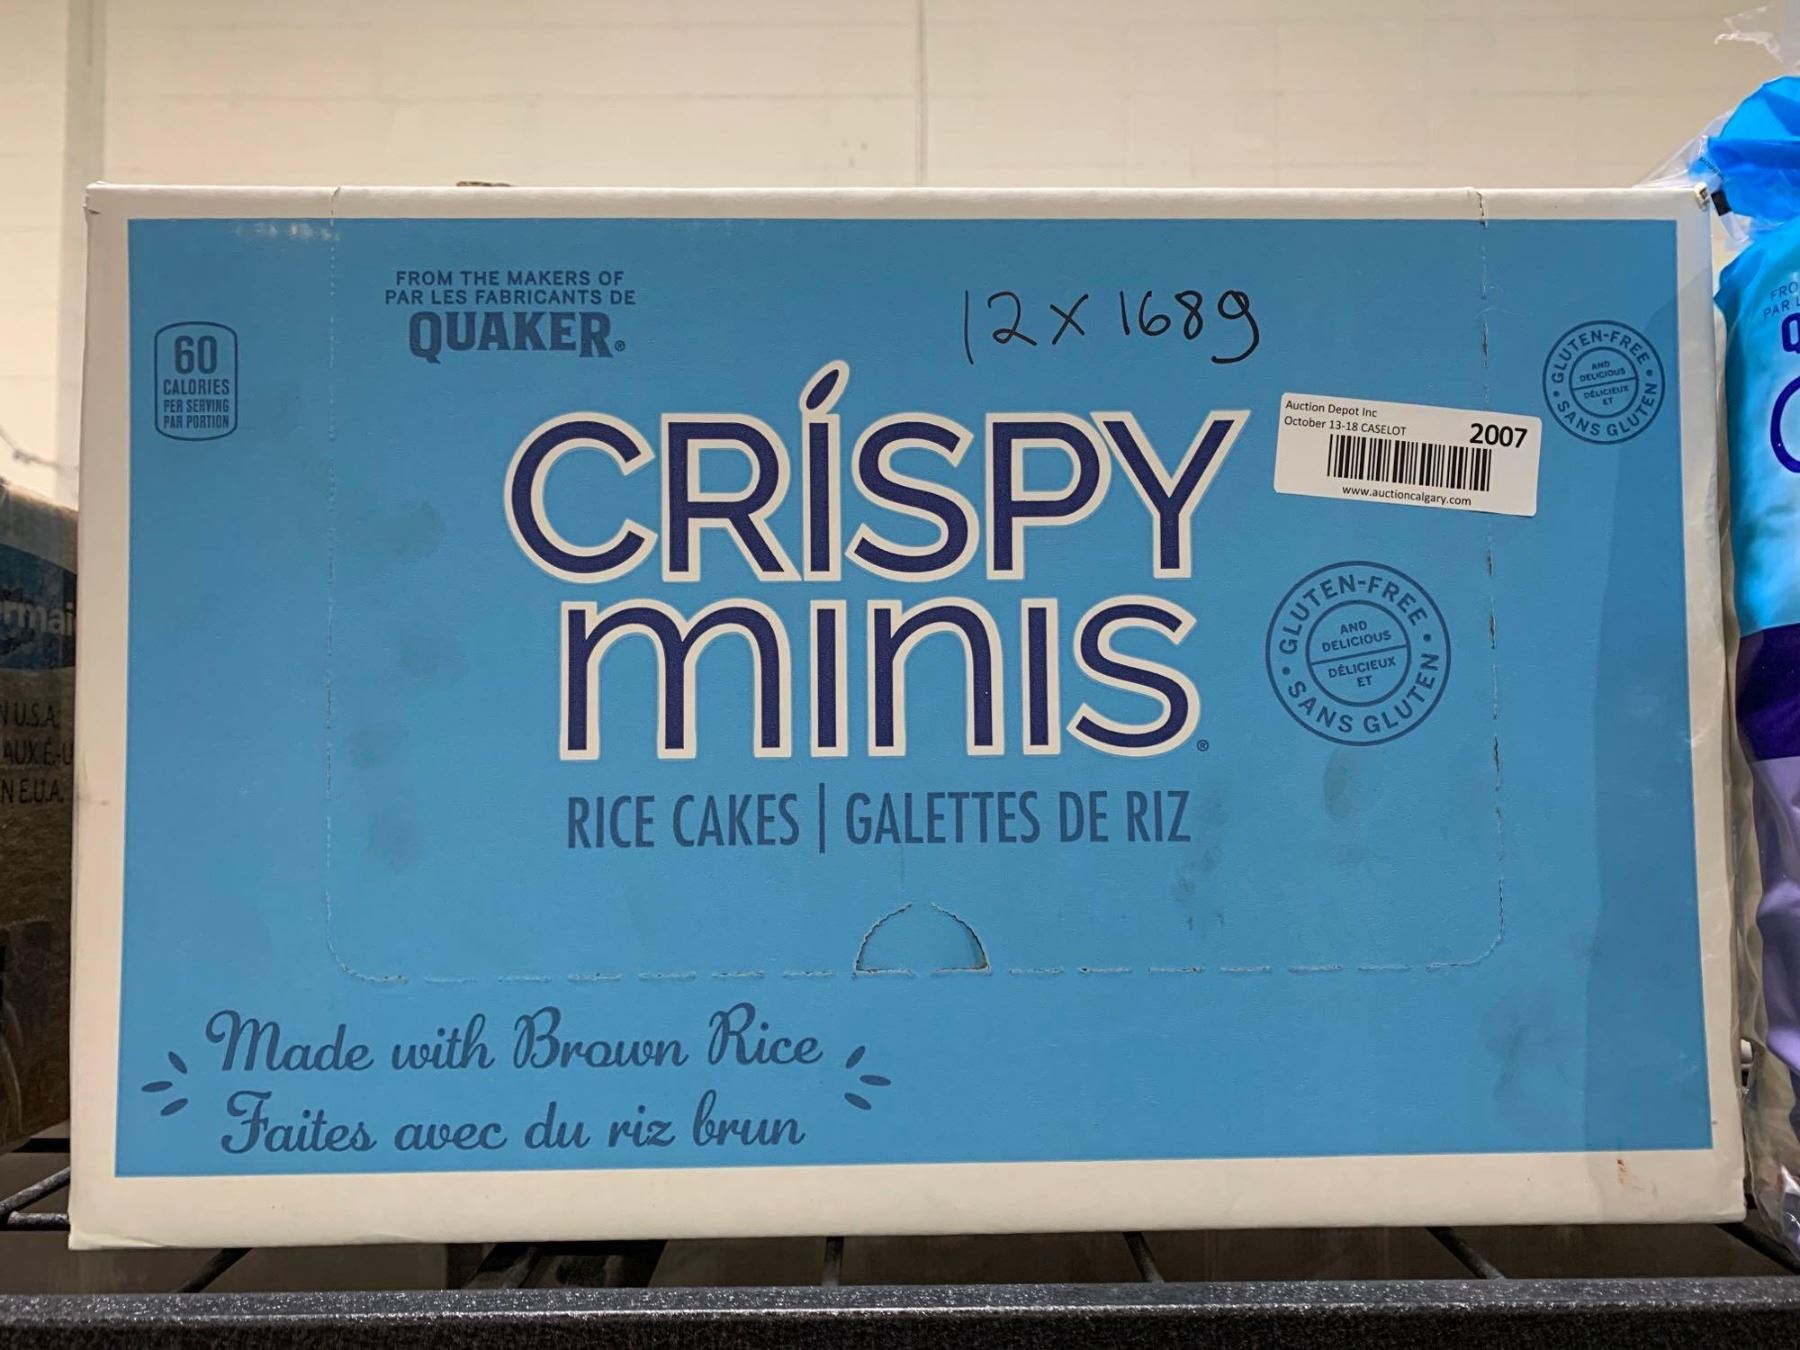 FROM THE MAKERS OF
PAR LES FABRICANTS DE
QUAKER®
12 x 168g
60
CALORIES
PER SERVING
PAR PORTION
CRISPY
MINIS®
RICE CAKES | GALETTES DE RIZ
Auction Depot Inc
October 13-18 CASELOT
2007
www.auctioncalgary.com
GLUTEN-FREE
AND
DELICIOUS
DÉLICIEUX
ET
SANS GLUTEN
GLUTEN-FREE
AND
DELICIOUS
DÉLICIEUX
ET
SANS GLUTEN
Made with Brown Rice
Faites avec du riz brun
U.S.A.